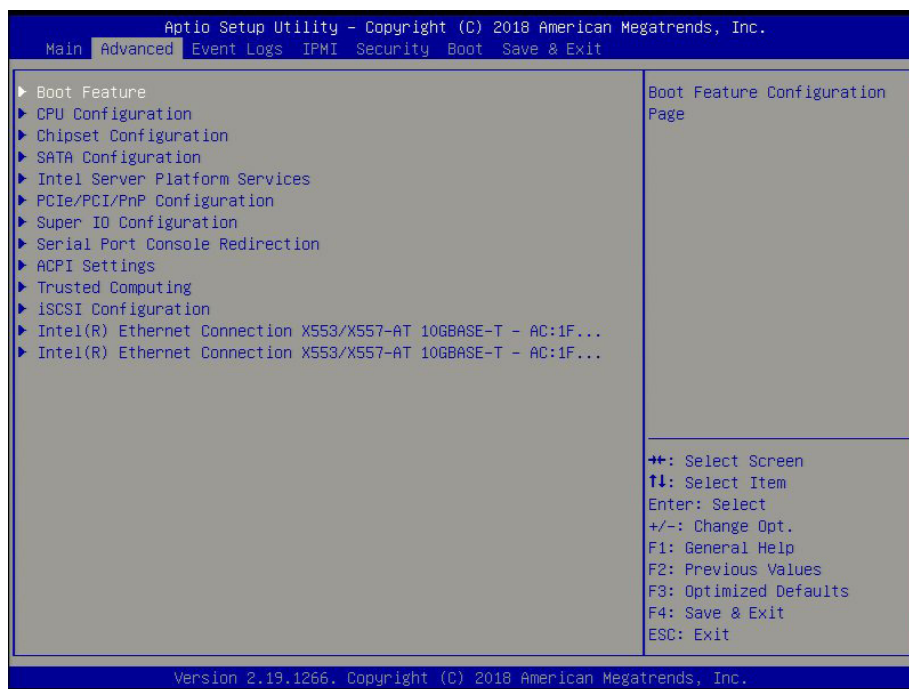 Aptio Setup Utility – Copyright (C) 2018 American Megatrends, Inc.
Main Advanced Event Logs IPMI Security Boot Save & Exit
▶ Boot Feature
▶ CPU Configuration
▶ Chipset Configuration
▶ SATA Configuration
▶ Intel Server Platform Services
▶ PCIe/PCI/PnP Configuration
▶ Super IO Configuration
▶ Serial Port Console Redirection
▶ ACPI Settings
▶ Trusted Computing
▶ iSCSI Configuration
▶ Intel(R) Ethernet Connection X553/X557-AT 10GBASE-T - AC:1F...
▶ Intel(R) Ethernet Connection X553/X557-AT 10GBASE-T - AC:1F...
Boot Feature Configuration
Page
→←: Select Screen
↑↓: Select Item
Enter: Select
+/-: Change Opt.
F1: General Help
F2: Previous Values
F3: Optimized Defaults
F4: Save & Exit
ESC: Exit
Version 2.19.1266. Copyright (C) 2018 American Megatrends, Inc.